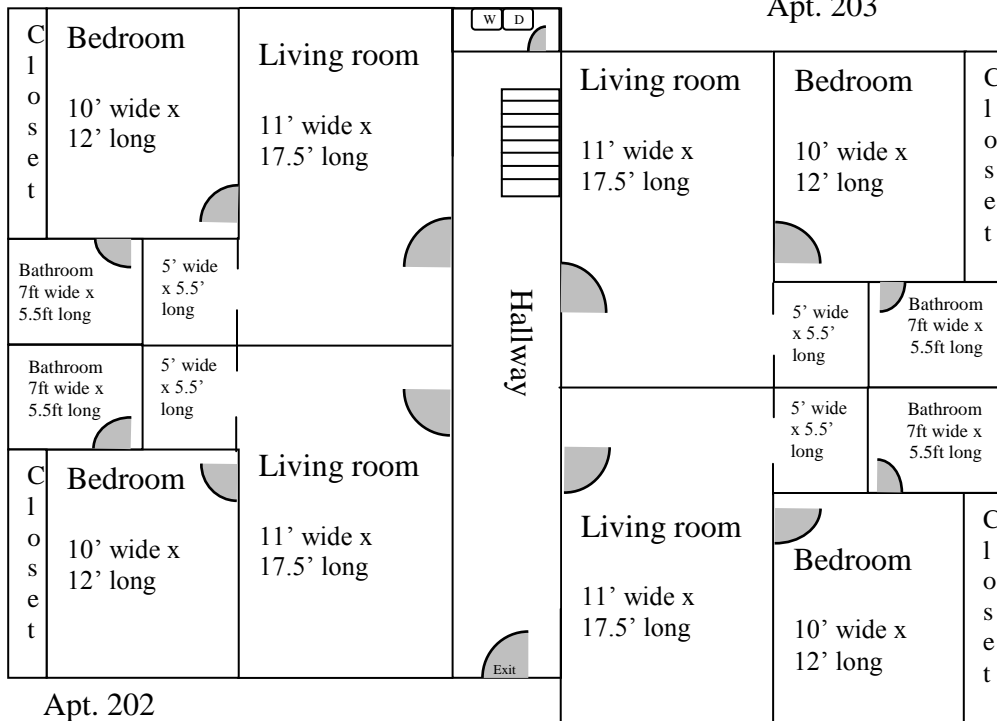 Apt. 203
W D
Closet
Bedroom
10’ wide x
12’ long
Living room
11’ wide x
17.5’ long
Living room
11’ wide x
17.5’ long
Bedroom
10’ wide x
12’ long
Closet
Bathroom
7ft wide x
5.5ft long
5’ wide
x 5.5’
long
Hallway
5’ wide
x 5.5’
long
Bathroom
7ft wide x
5.5ft long
Bathroom
7ft wide x
5.5ft long
5’ wide
x 5.5’
long
5’ wide
x 5.5’
long
Bathroom
7ft wide x
5.5ft long
Closet
Bedroom
10’ wide x
12’ long
Living room
11’ wide x
17.5’ long
Living room
11’ wide x
17.5’ long
Bedroom
10’ wide x
12’ long
Closet
Exit
Apt. 202